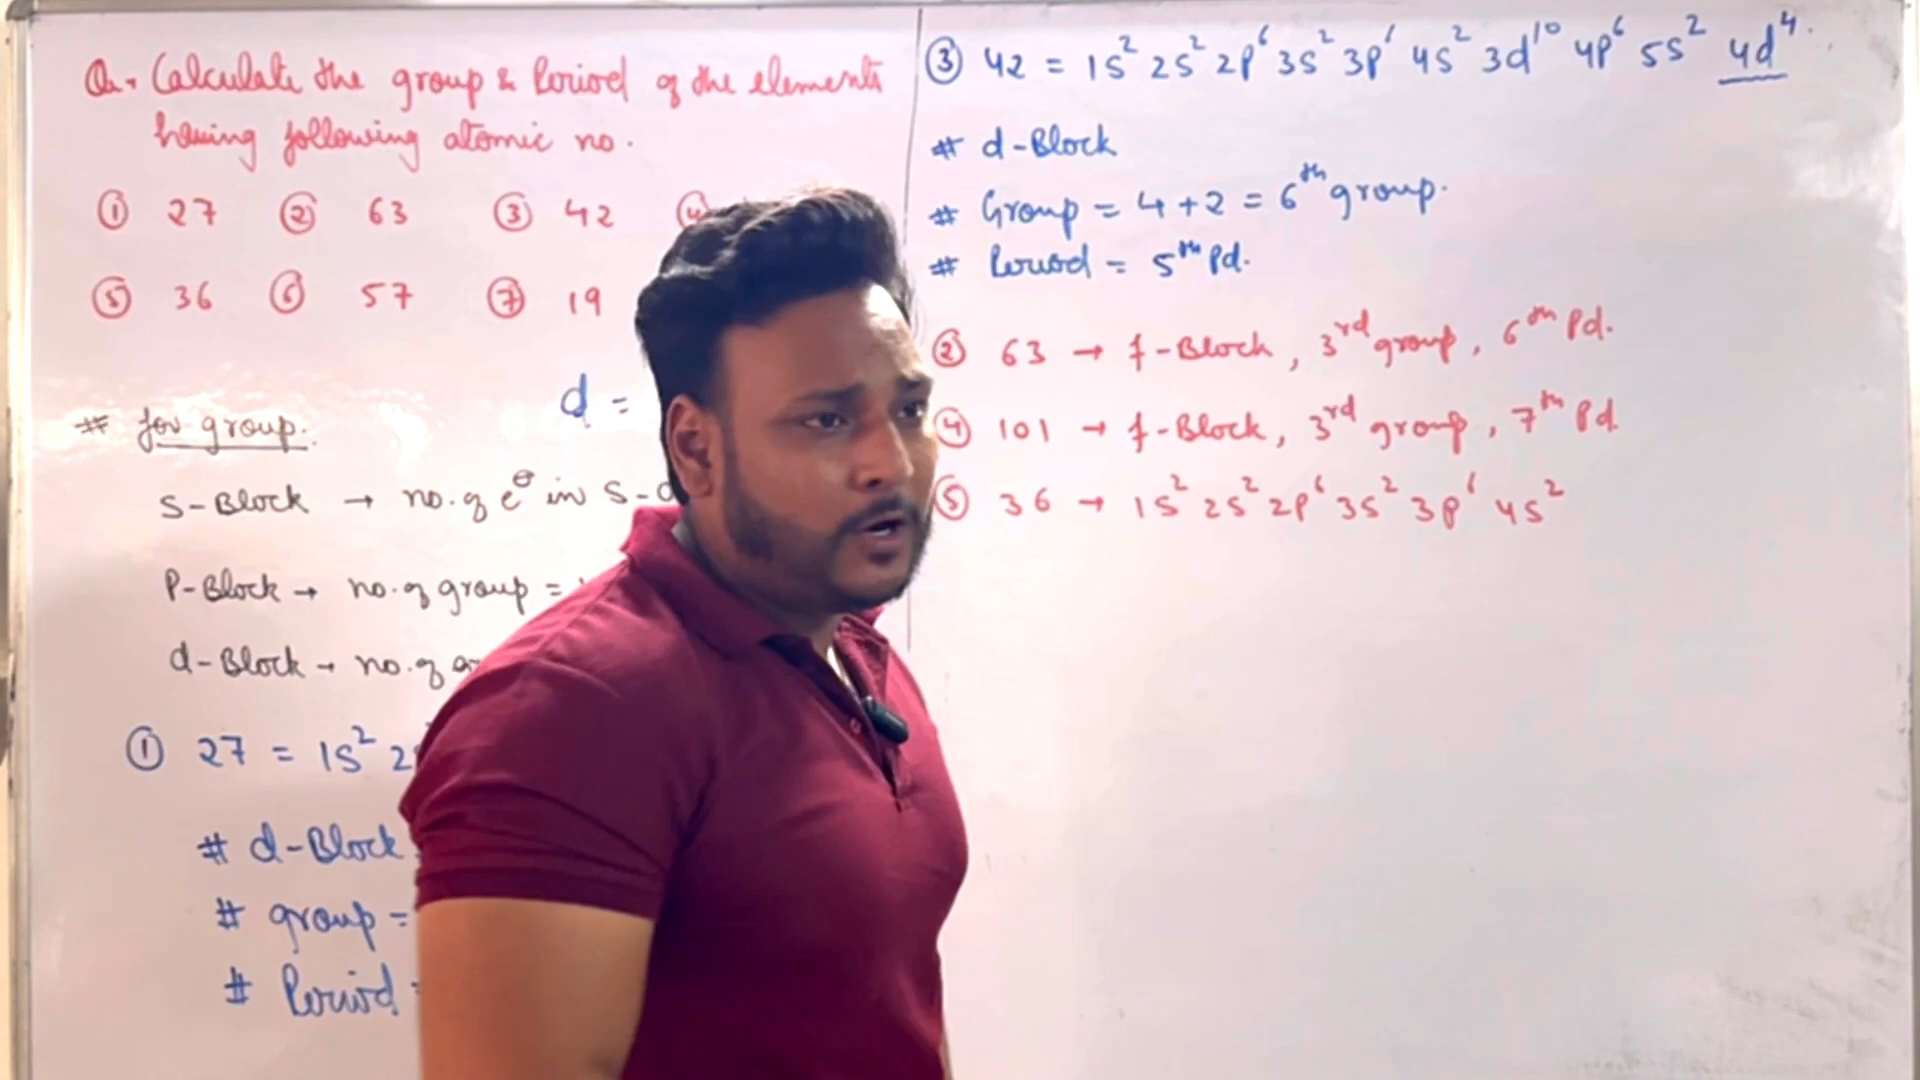 Q. Calculate the group & Period of the elements
having following atomic no.
① 27 ② 63 ③ 42 ④
⑤ 36 ⑥ 57 ⑦ 19
d =
# for group.
S-Block → no. of e⊖ in s-
P-Block → no. of group =
d-Block → no. of
① 27 = 1s² 2
# d-Block
# group =
# Period =
③ 42 = 1s² 2s² 2p⁶ 3s² 3p⁶ 4s² 3d¹⁰ 4p⁶ 5s² 4d⁴.
# d-Block
# Group = 4 + 2 = 6th group.
# Period = 5th Pd.
② 63 → f-Block, 3rd group, 6th Pd.
④ 101 → f-Block, 3rd group, 7th Pd.
⑤ 36 → 1s² 2s² 2p⁶ 3s² 3p⁶ 4s²